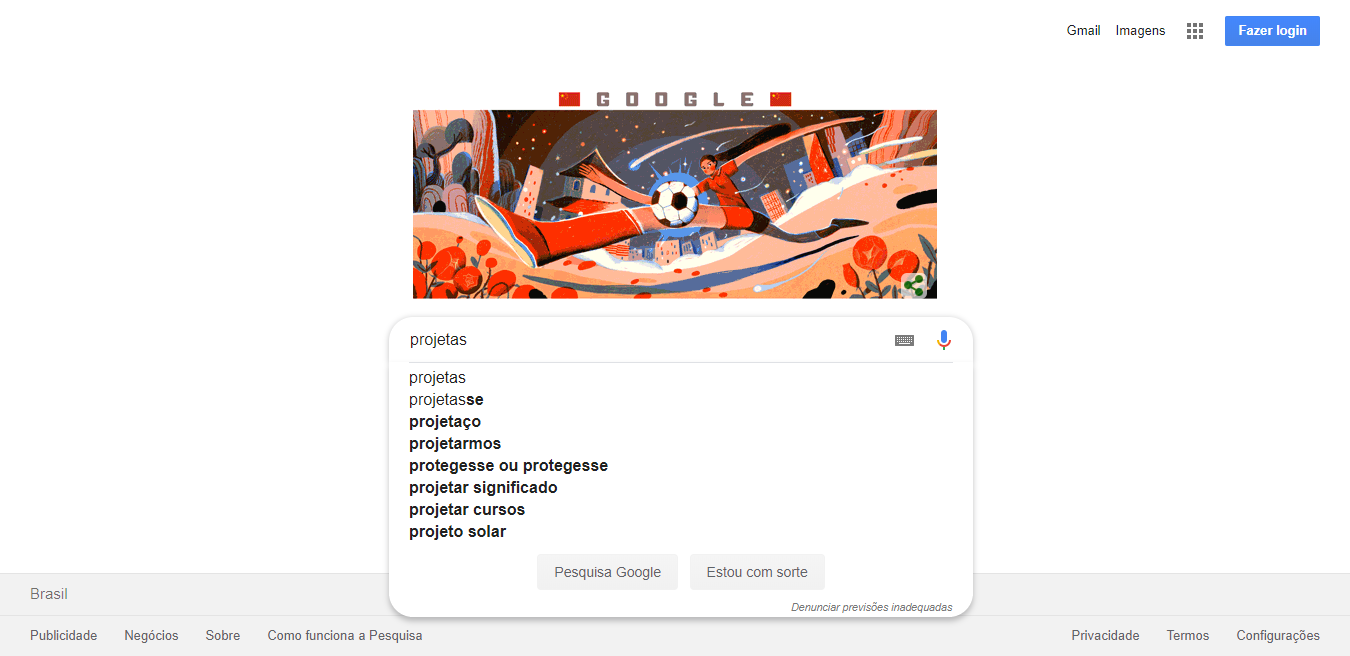 Gmail Imagens Fazer login
GOOGLE
projetas
projetas
projetasse
projetaço
projetarmos
protegesse ou protegesse
projetar significado
projetar cursos
projeto solar
Pesquisa Google Estou com sorte
Denunciar previsões inadequadas
Brasil
Publicidade Negócios Sobre Como funciona a Pesquisa Privacidade Termos Configurações